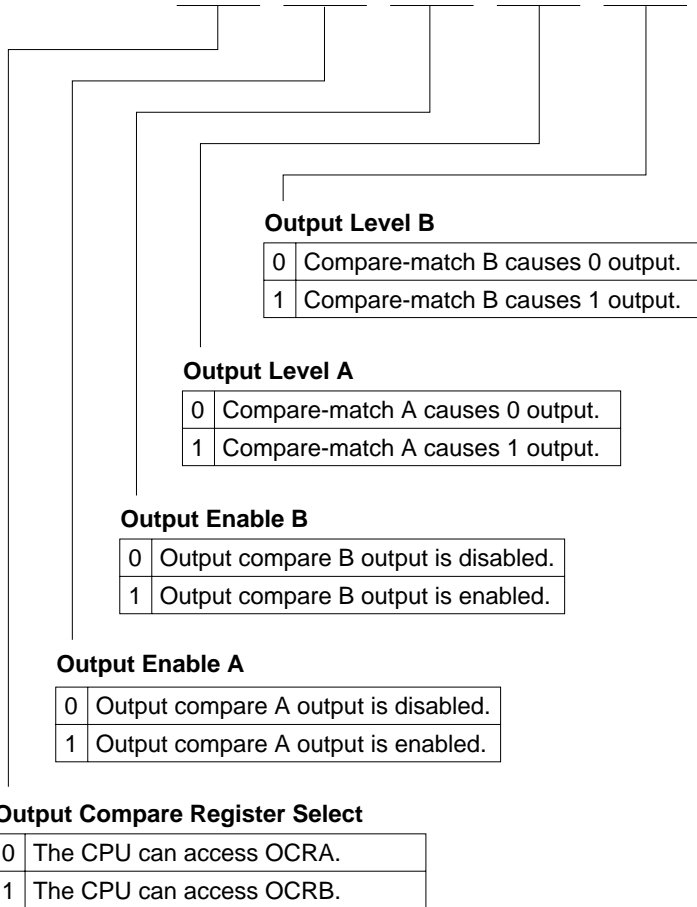 Output Level B
0 Compare-match B causes 0 output.
1 Compare-match B causes 1 output.
Output Level A
0 Compare-match A causes 0 output.
1 Compare-match A causes 1 output.
Output Enable B
0 Output compare B output is disabled.
1 Output compare B output is enabled.
Output Enable A
0 Output compare A output is disabled.
1 Output compare A output is enabled.
Output Compare Register Select
0 The CPU can access OCRA.
1 The CPU can access OCRB.